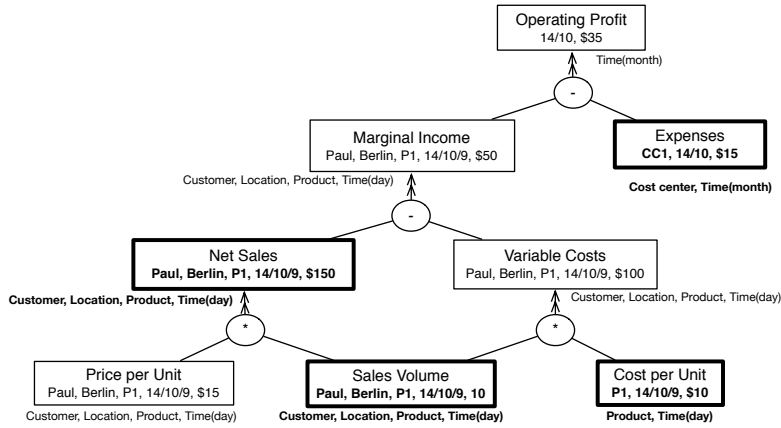 Operating Profit
14/10, $35
Time(month)
-
Marginal Income
Paul, Berlin, P1, 14/10/9, $50
Expenses
CC1, 14/10, $15
Customer, Location, Product, Time(day)
Cost center, Time(month)
-
Net Sales
Paul, Berlin, P1, 14/10/9, $150
Variable Costs
Paul, Berlin, P1, 14/10/9, $100
Customer, Location, Product, Time(day)
Customer, Location, Product, Time(day)
*
*
Price per Unit
Paul, Berlin, P1, 14/10/9, $15
Sales Volume
Paul, Berlin, P1, 14/10/9, 10
Cost per Unit
P1, 14/10/9, $10
Customer, Location, Product, Time(day)
Customer, Location, Product, Time(day)
Product, Time(day)